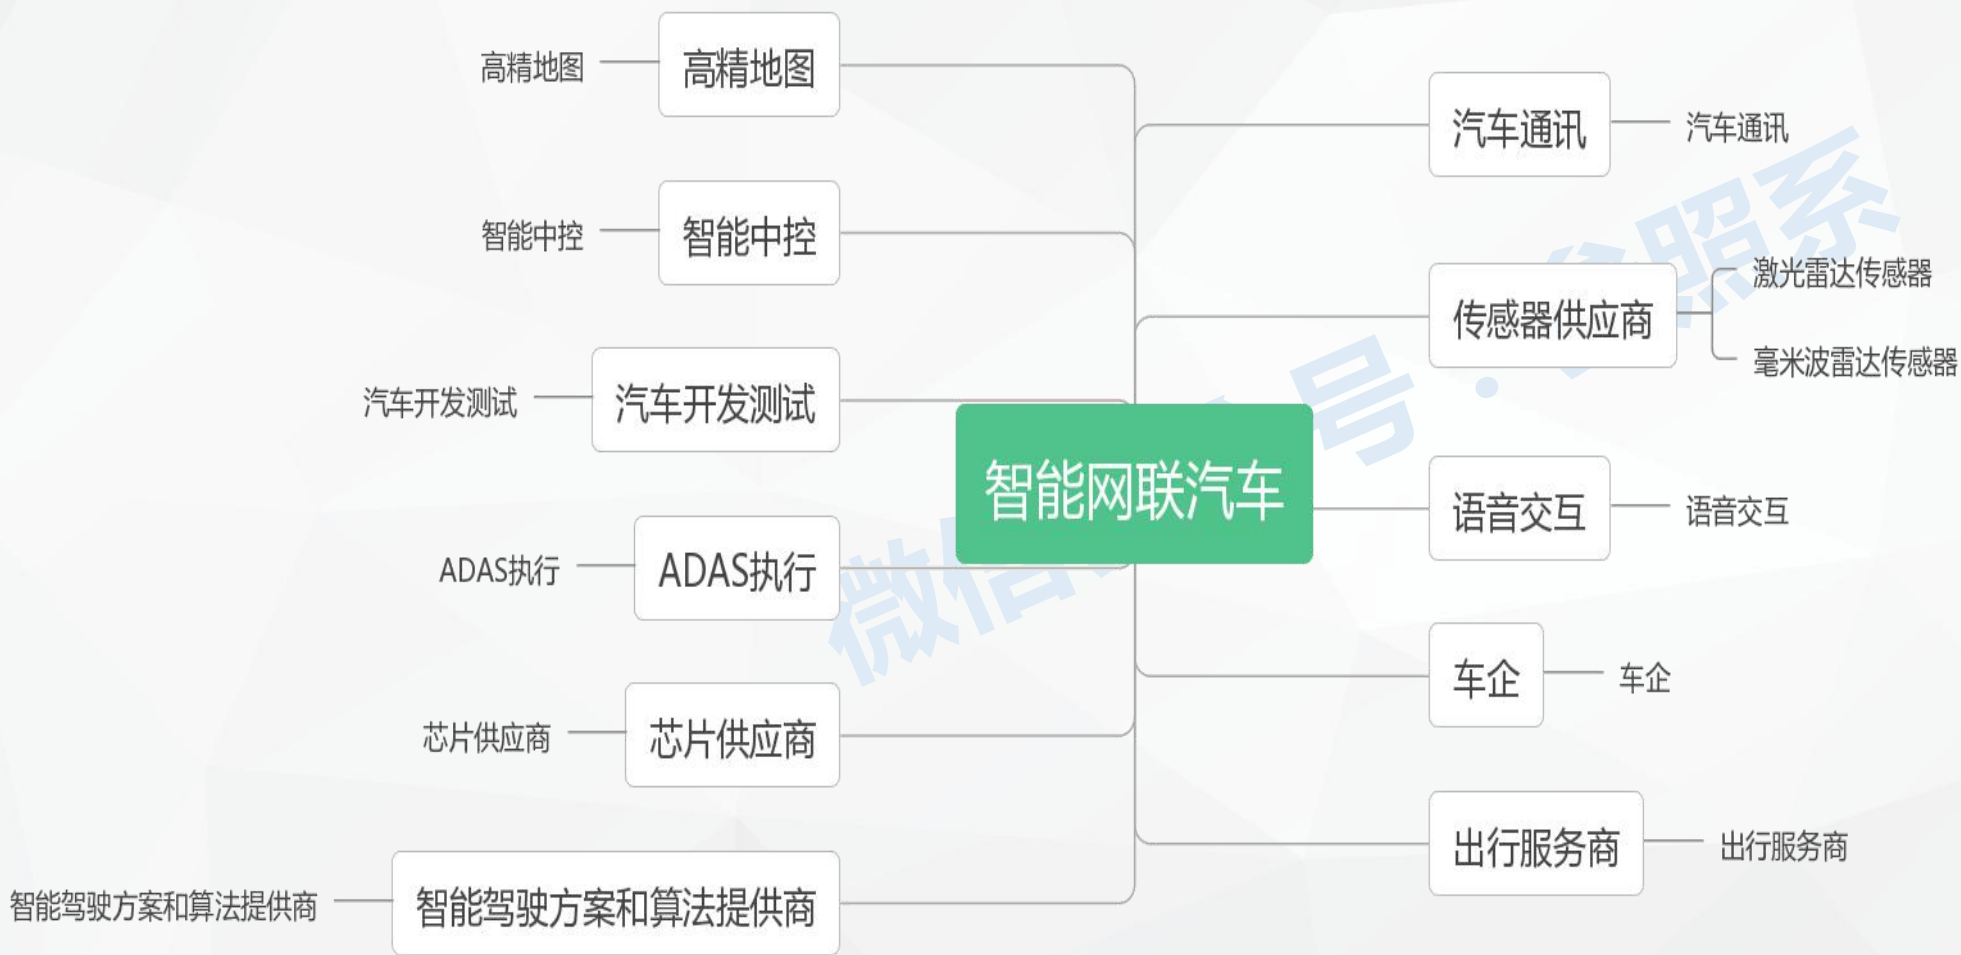 高精地图
高精地图
智能中控
智能中控
汽车开发测试
汽车开发测试
ADAS执行
ADAS执行
芯片供应商
芯片供应商
智能驾驶方案和算法提供商
智能驾驶方案和算法提供商
智能网联汽车
汽车通讯
汽车通讯
传感器供应商
激光雷达传感器
毫米波雷达传感器
语音交互
语音交互
车企
车企
出行服务商
出行服务商
微信
号·
照系